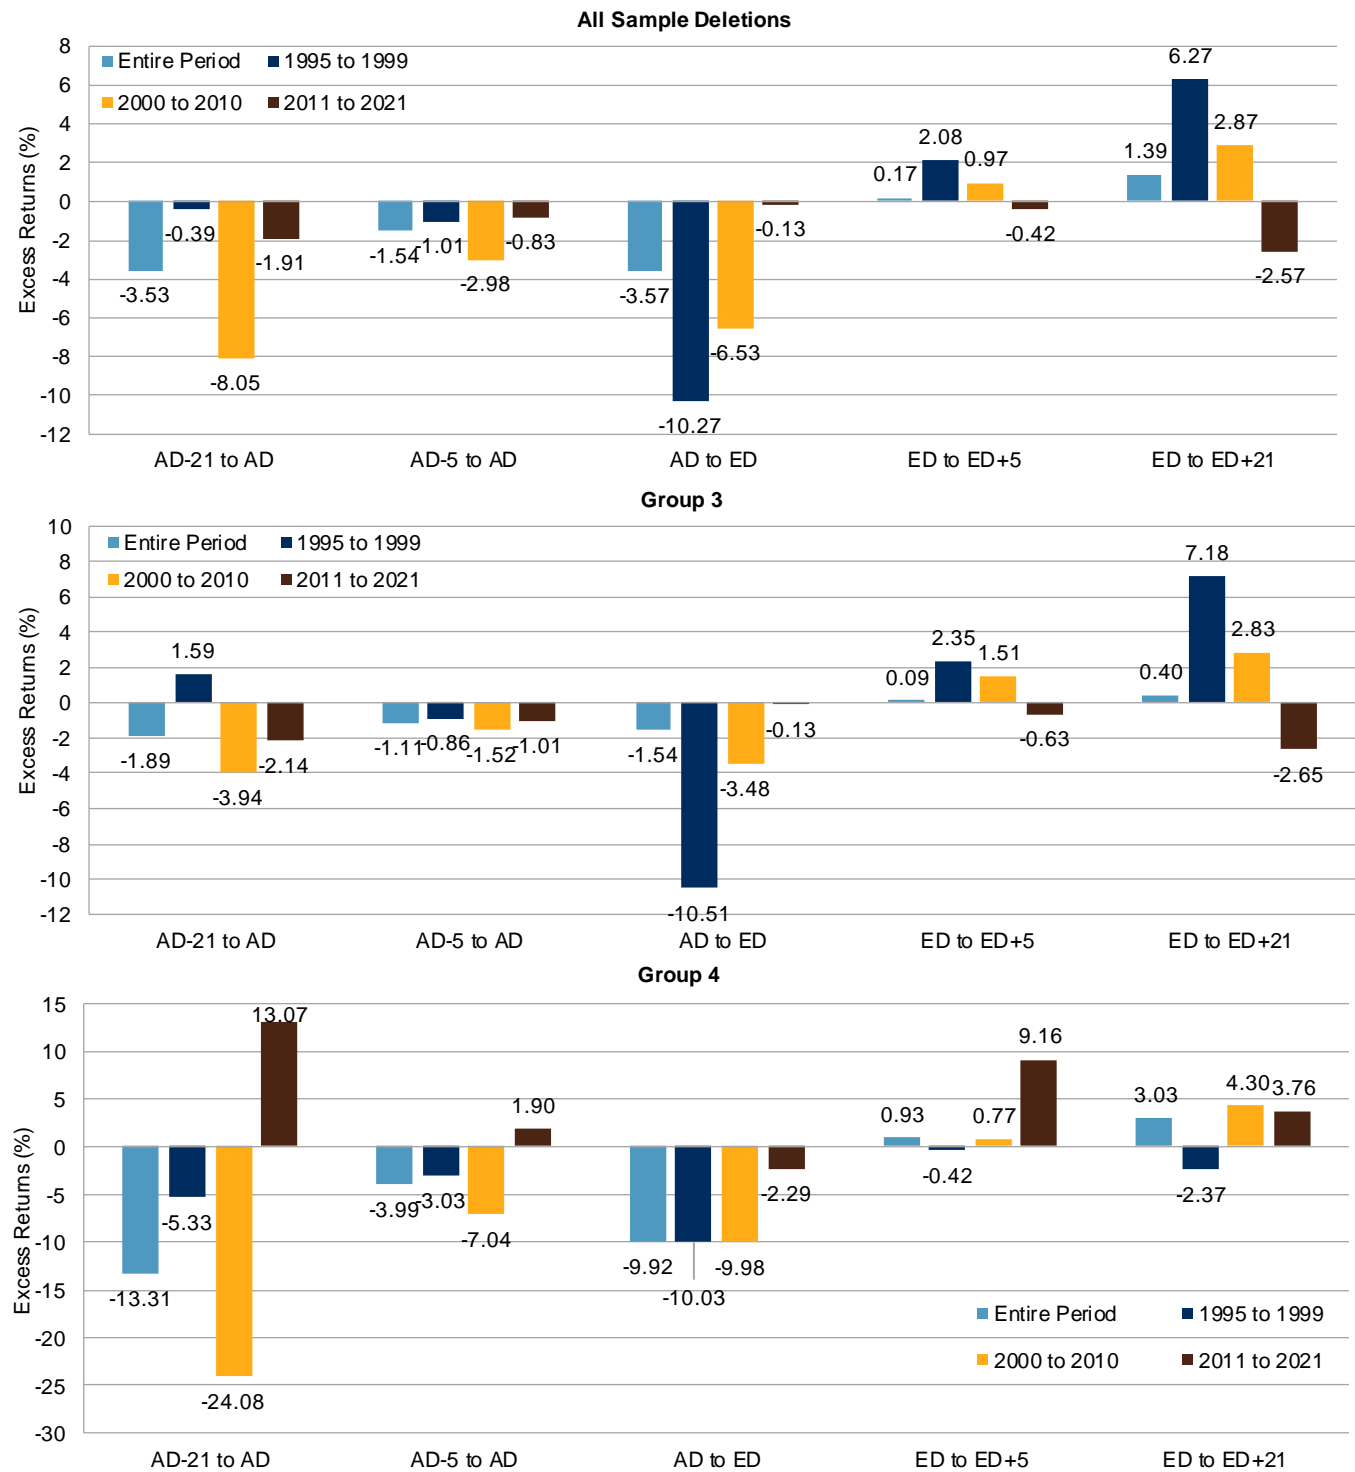 All Sample Deletions
8
6
4
2
0
-2
-4
-6
-8
-10
-12
Excess Returns (%)
Entire Period 1995 to 1999
2000 to 2010 2011 to 2021
-3.53 -0.39 -8.05 -1.91
-1.54 -1.01 -2.98 -0.83
-3.57 -10.27 -6.53 -0.13
0.17 2.08 0.97 -0.42
1.39 6.27 2.87 -2.57
AD-21 to AD AD-5 to AD AD to ED ED to ED+5 ED to ED+21
Group 3
10
8
6
4
2
0
-2
-4
-6
-8
-10
-12
Excess Returns (%)
Entire Period 1995 to 1999
2000 to 2010 2011 to 2021
-1.89 1.59 -3.94 -2.14
-1.11 -0.86 -1.52 -1.01
-1.54 -10.51 -3.48 -0.13
0.09 2.35 1.51 -0.63
0.40 7.18 2.83 -2.65
AD-21 to AD AD-5 to AD AD to ED ED to ED+5 ED to ED+21
Group 4
15
10
5
0
-5
-10
-15
-20
-25
-30
Excess Returns (%)
-13.31 -5.33 -24.08 13.07
-3.99 -3.03 -7.04 1.90
-9.92 -10.03 -9.98 -2.29
0.93 -0.42 0.77 9.16
3.03 -2.37 4.30 3.76
Entire Period 1995 to 1999
2000 to 2010 2011 to 2021
AD-21 to AD AD-5 to AD AD to ED ED to ED+5 ED to ED+21